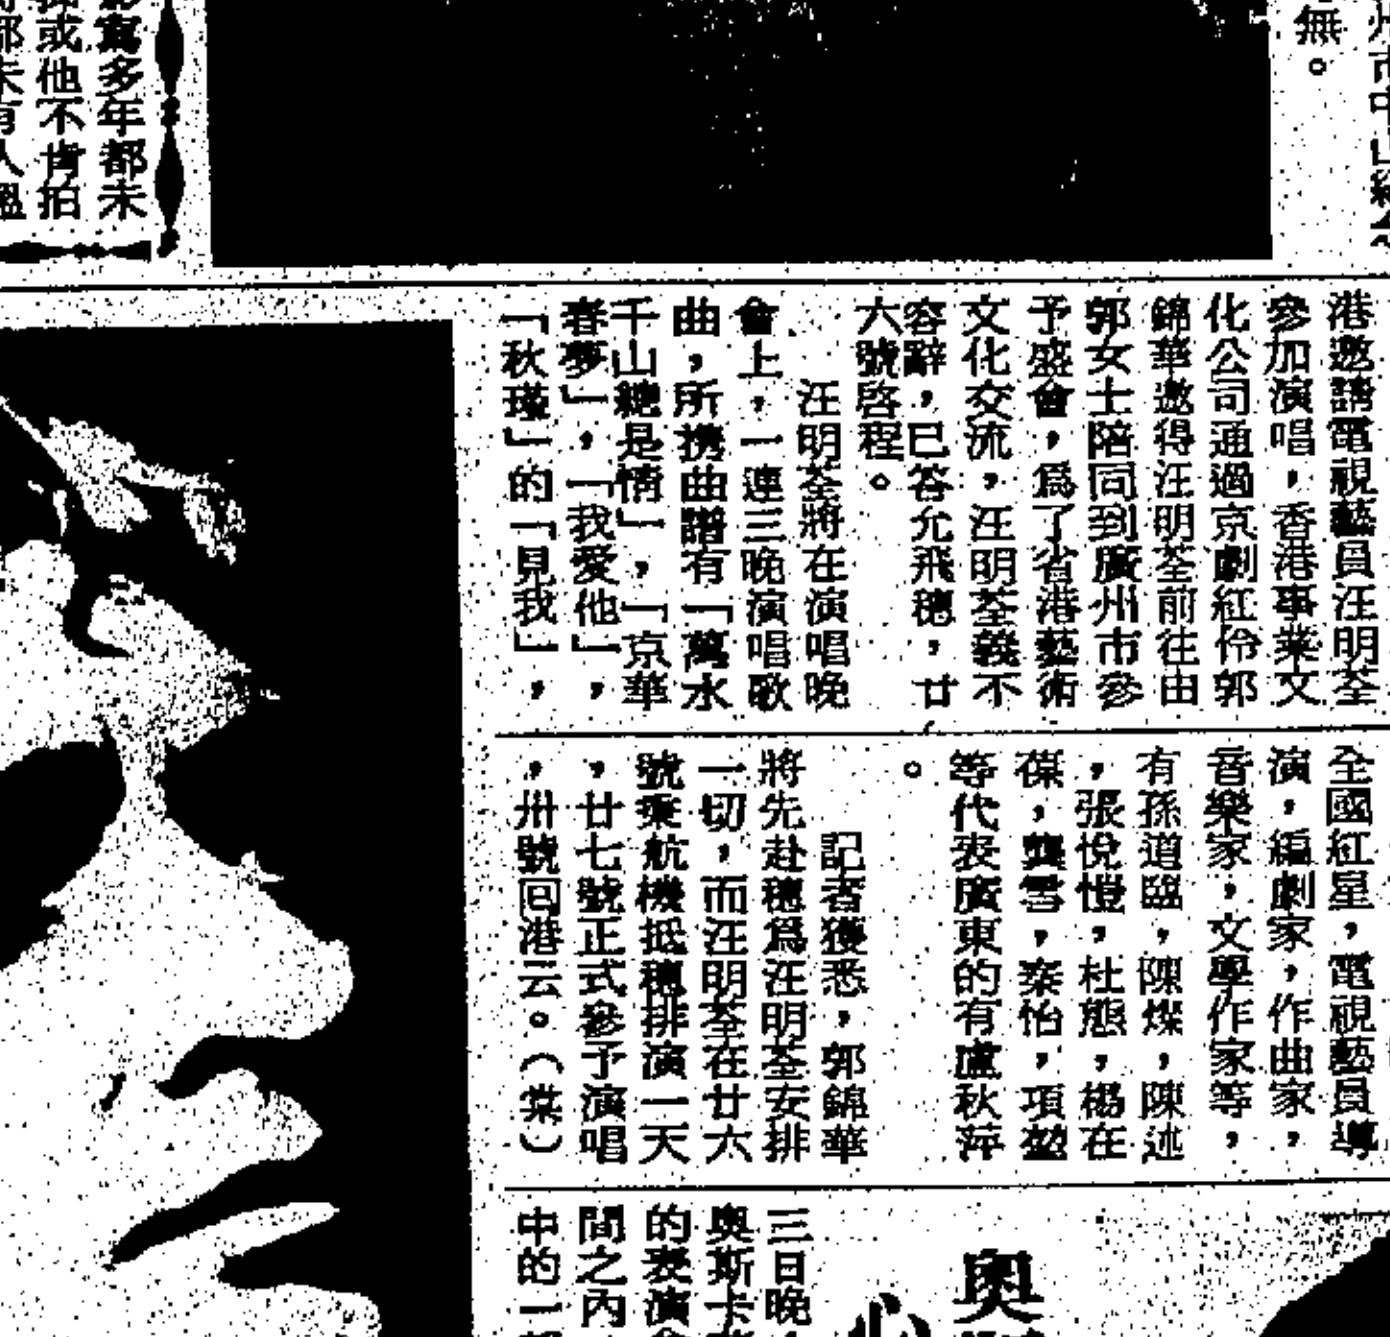 無。
影寫多年都未
或他不肯拍
港邀請電視藝員汪明荃
參加演唱，香港事業文
化公司通過京劇紅伶郭
錦華邀得汪明荃前往由
郭女士陪同到廣州市參
予盛會，爲了省港藝術
文化交流，汪明荃義不
容辭，已答允飛穗，廿
六號啓程。
汪明荃將在演唱晚
會上，一連三晚演唱歌
曲，所携曲譜有「萬水
千山總是情」，「京華
春夢」，「我愛他」，
「秋瑾」的「見我」，
全國紅星，電視藝員導
演，編劇家，作曲家，
音樂家，文學作家等，
有孫道臨，陳燦，陳述
，張悅愷，杜態，楊在
葆，龔雪，秦怡，項堃
等代表廣東的有盧秋萍
。
記者獲悉，郭錦華
將先赴穗爲汪明荃安排
一切，而汪明荃在廿六
號乘航機抵穗排演一天
，廿七號正式參予演唱
，卅號回港云。（棠）
奧
心
三日晚
奧斯卡
的表演會
間之內
中的一